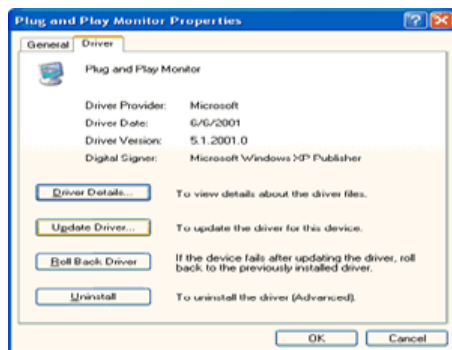 Plug and Play Monitor Properties
General Driver
Plug and Play Monitor
Driver Provider: Microsoft
Driver Date: 6/6/2001
Driver Version: 5.1.2001.0
Digital Signer: Microsoft Windows XP Publisher
Driver Details... To view details about the driver files.
Update Driver... To update the driver for this device.
Roll Back Driver If the device fails after updating the driver, roll
back to the previously installed driver.
Uninstall To uninstall the driver (Advanced).
OK Cancel